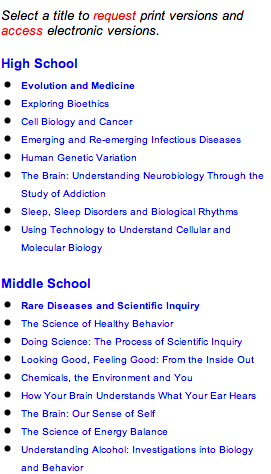 Select a title to request print versions and
access electronic versions.
High School
Evolution and Medicine
Exploring Bioethics
Cell Biology and Cancer
Emerging and Re-emerging Infectious Diseases
Human Genetic Variation
The Brain: Understanding Neurobiology Through the
Study of Addiction
Sleep, Sleep Disorders and Biological Rhythms
Using Technology to Understand Cellular and
Molecular Biology
Middle School
Rare Diseases and Scientific Inquiry
The Science of Healthy Behavior
Doing Science: The Process of Scientific Inquiry
Looking Good, Feeling Good: From the Inside Out
Chemicals, the Environment and You
How Your Brain Understands What Your Ear Hears
The Brain: Our Sense of Self
The Science of Energy Balance
Understanding Alcohol: Investigations into Biology
and Behavior